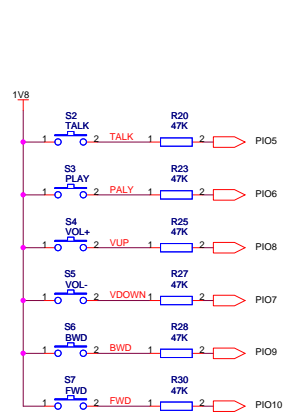 1V8
S2
TALK
R20
47K
1 2 TALK 1 2 PIO5
S3
PLAY
R23
47K
1 2 PALY 1 2 PIO6
S4
VOL+
R25
47K
1 2 VUP 1 2 PIO8
S5
VOL-
R27
47K
1 2 VDOWN 1 2 PIO7
S6
BWD
R28
47K
1 2 BWD 1 2 PIO9
S7
FWD
R30
47K
1 2 FWD 1 2 PIO10